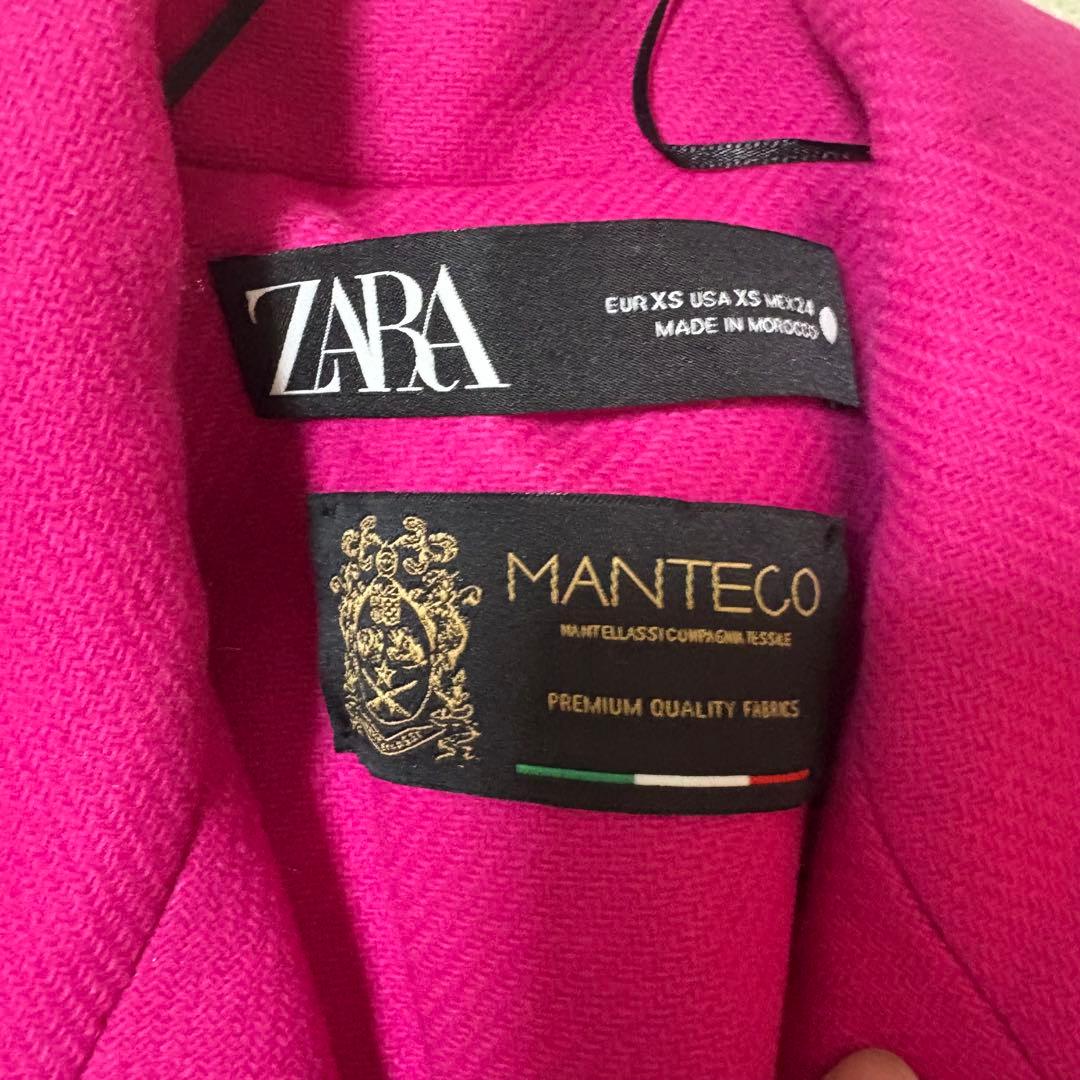 ZARA
EUR XS USA XS MEX 24
MADE IN MOROCCO
MANTECO
MANTELLASSI COMPAGNIA TESSILE
PREMIUM QUALITY FABRICS